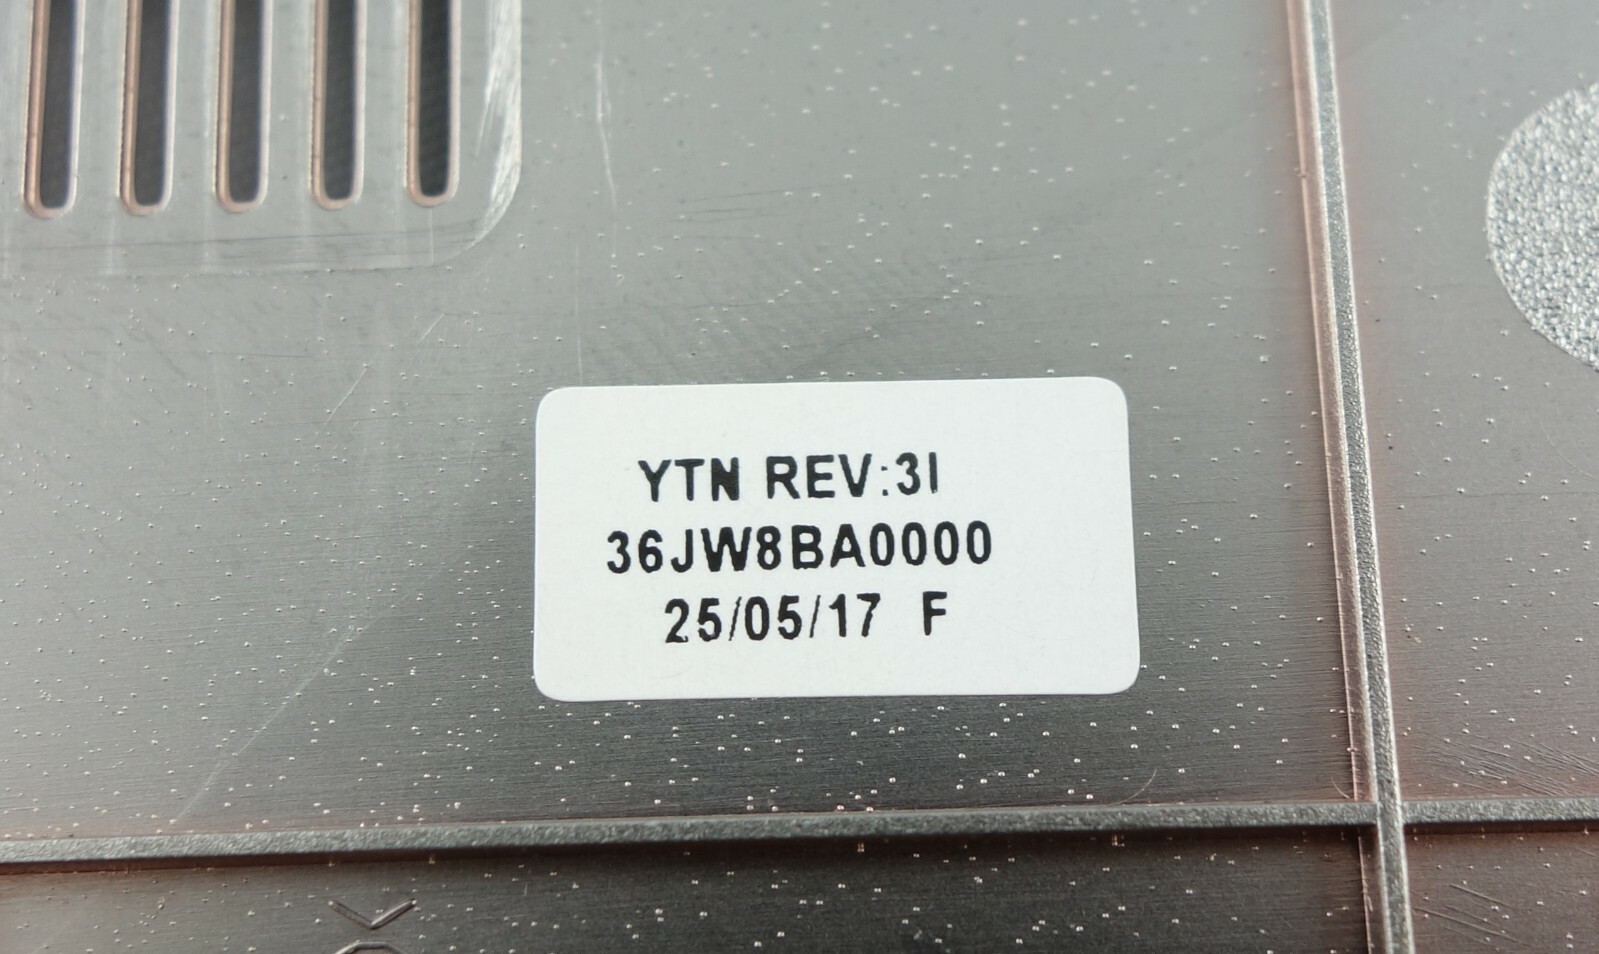 YTN REV:3I
36JW8BA0000
25/05/17 F